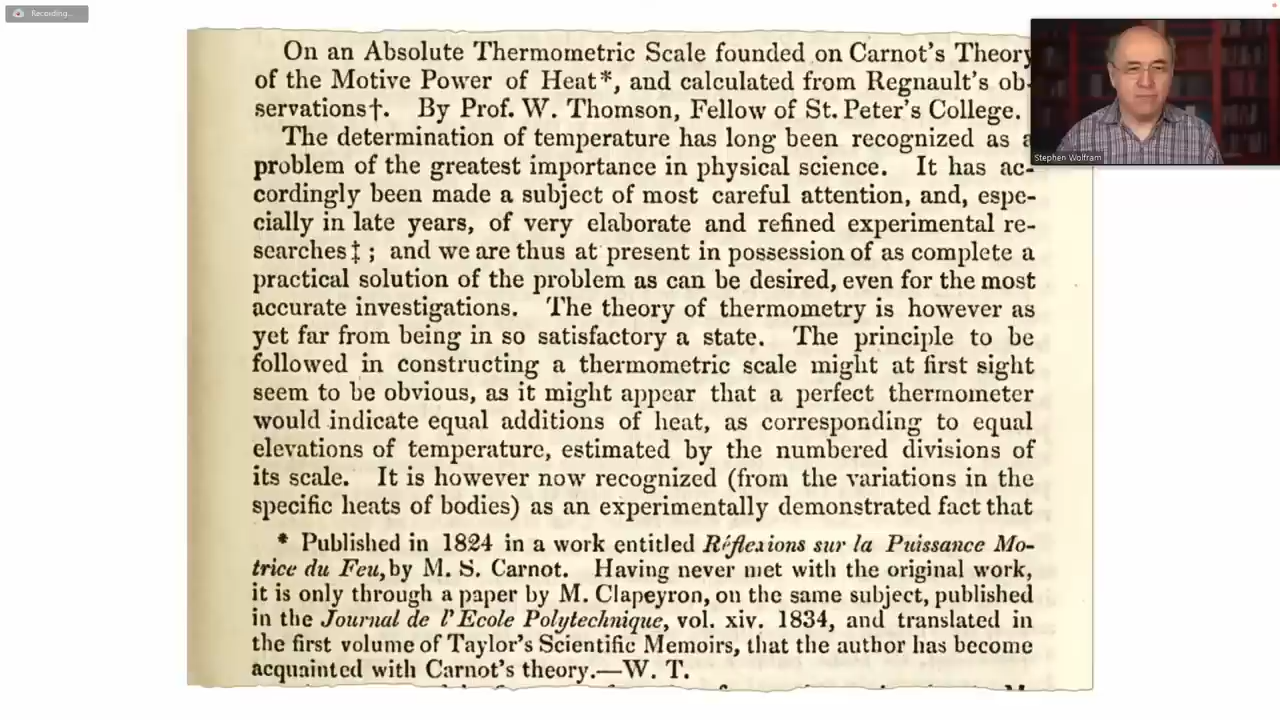 Recording...
On an Absolute Thermometric Scale founded on Carnot's Theory
of the Motive Power of Heat*, and calculated from Regnault's ob-
servations†. By Prof. W. Thomson, Fellow of St. Peter's College.
The determination of temperature has long been recognized as a
problem of the greatest importance in physical science. It has ac-
cordingly been made a subject of most careful attention, and, espe-
cially in late years, of very elaborate and refined experimental re-
searches‡; and we are thus at present in possession of as complete a
practical solution of the problem as can be desired, even for the most
accurate investigations. The theory of thermometry is however as
yet far from being in so satisfactory a state. The principle to be
followed in constructing a thermometric scale might at first sight
seem to be obvious, as it might appear that a perfect thermometer
would indicate equal additions of heat, as corresponding to equal
elevations of temperature, estimated by the numbered divisions of
its scale. It is however now recognized (from the variations in the
specific heats of bodies) as an experimentally demonstrated fact that
* Published in 1824 in a work entitled Réflexions sur la Puissance Mo-
trice du Feu, by M. S. Carnot. Having never met with the original work,
it is only through a paper by M. Clapeyron, on the same subject, published
in the Journal de l'Ecole Polytechnique, vol. xiv. 1834, and translated in
the first volume of Taylor's Scientific Memoirs, that the author has become
acquainted with Carnot's theory.—W. T.
Stephen Wolfram